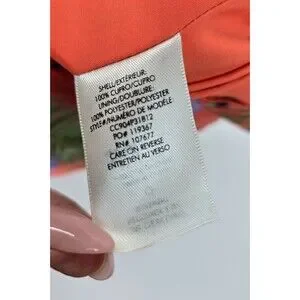 SHELL/EXTÉRIEUR:
100% CUPRO/CUPRO
LINING/DOUBLURE:
100% POLYESTER/POLYESTER
STYLE#/NUMÉRO DE MODÈLE
CC904P31812
PO# 119367
RN# 107677
CARE ON REVERSE
ENTRETIEN AU VERSO